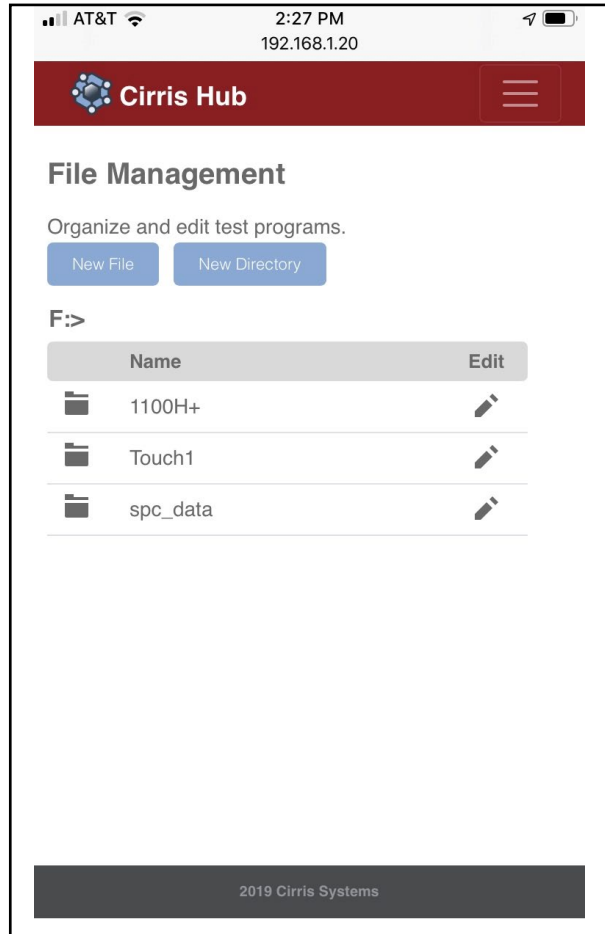 AT&T 2:27 PM
192.168.1.20
Cirris Hub
File Management
Organize and edit test programs.
New File New Directory
F:>
Name Edit
1100H+
Touch1
spc_data
2019 Cirris Systems